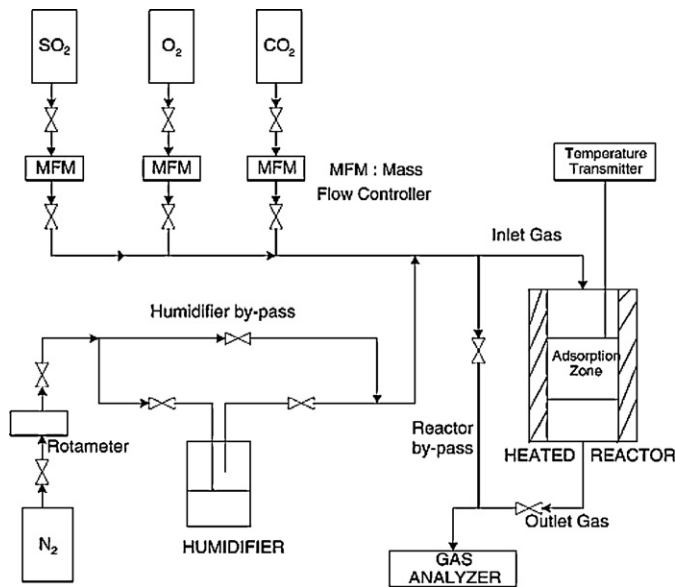 SO₂
O₂
CO₂
MFM
MFM
MFM
MFM : Mass
Flow Controller
Temperature
Transmitter
Inlet Gas
Humidifier by-pass
Adsorption
Zone
Rotameter
Reactor
by-pass
HEATED REACTOR
N₂
HUMIDIFIER
Outlet Gas
GAS
ANALYZER